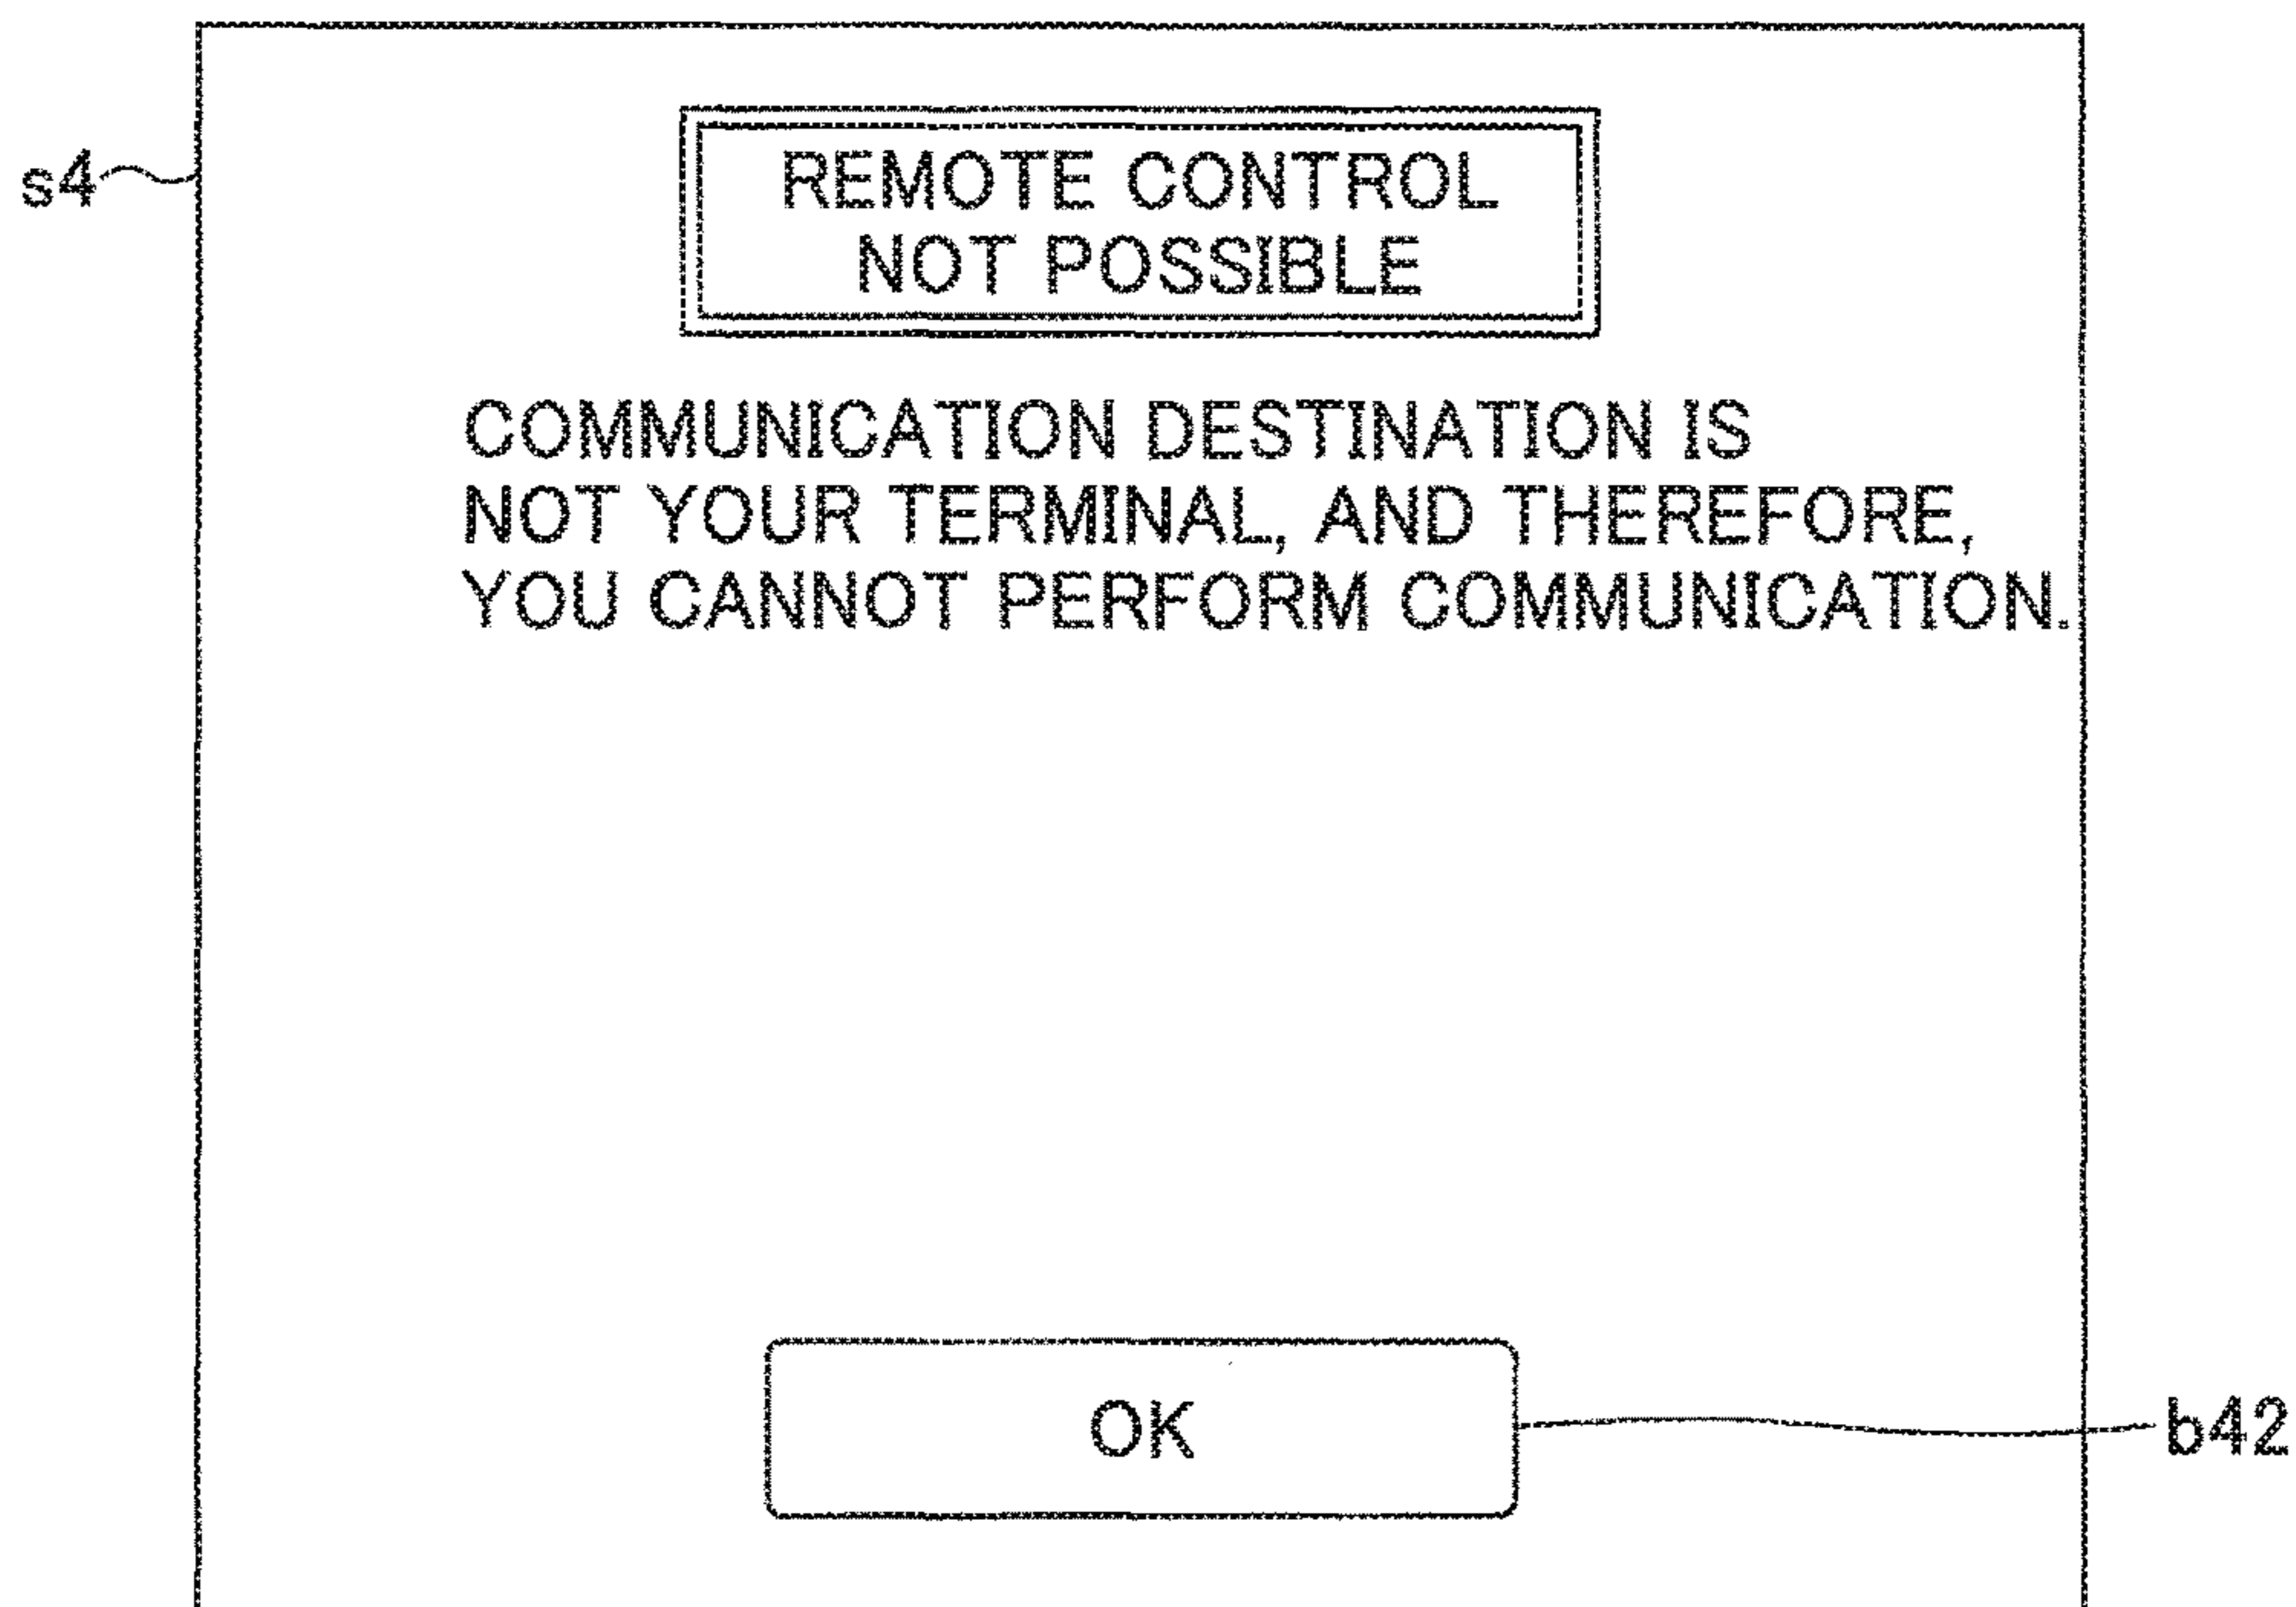 s4
REMOTE CONTROL
NOT POSSIBLE
COMMUNICATION DESTINATION IS
NOT YOUR TERMINAL, AND THEREFORE,
YOU CANNOT PERFORM COMMUNICATION.
OK
b42